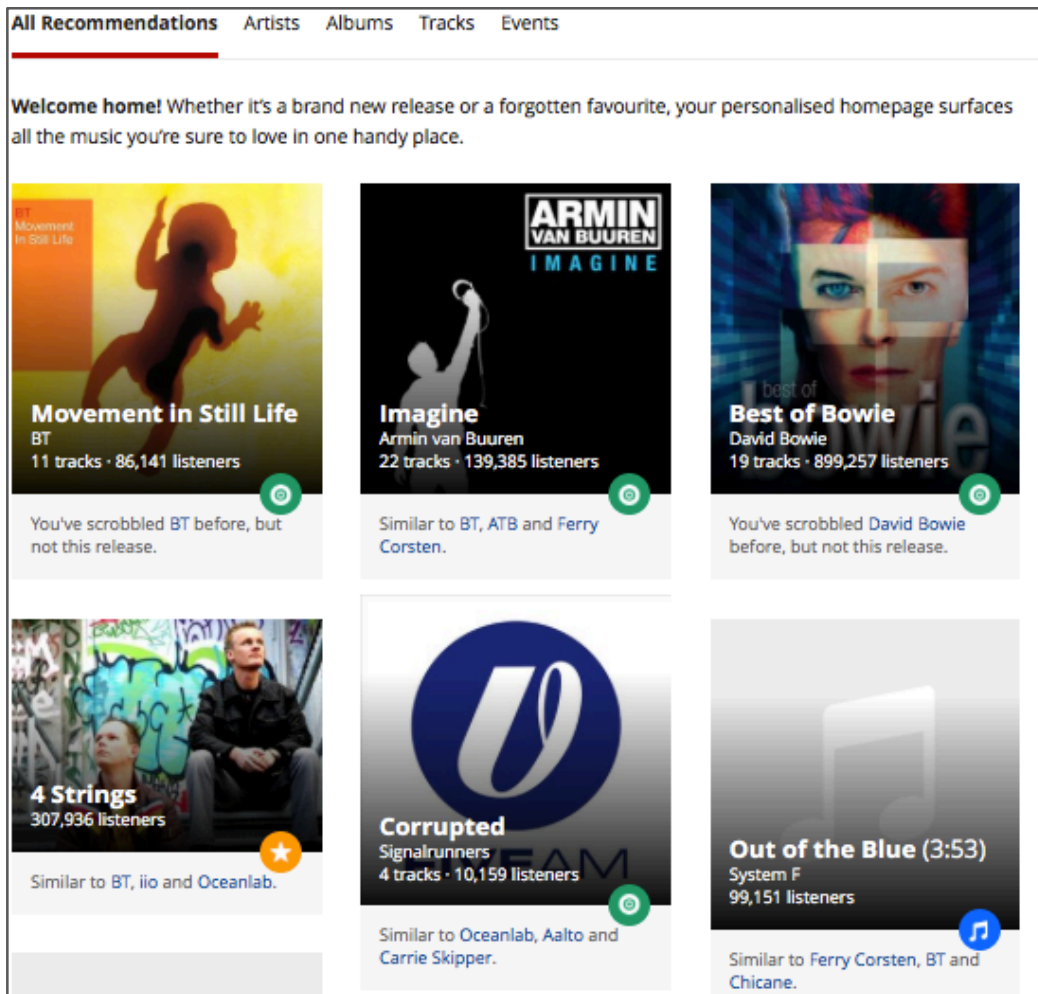 All Recommendations Artists Albums Tracks Events
Welcome home! Whether it's a brand new release or a forgotten favourite, your personalised homepage surfaces
all the music you're sure to love in one handy place.
BT
Movement
In Still Life
Movement in Still Life
BT
11 tracks · 86,141 listeners
You've scrobbled BT before, but
not this release.
ARMIN
VAN BUUREN
IMAGINE
Imagine
Armin van Buuren
22 tracks · 139,385 listeners
Similar to BT, ATB and Ferry
Corsten.
best of
bowie
Best of Bowie
David Bowie
19 tracks · 899,257 listeners
You've scrobbled David Bowie
before, but not this release.
4 Strings
307,936 listeners
Similar to BT, iio and Oceanlab.
Corrupted
Signalrunners
4 tracks · 10,159 listeners
Similar to Oceanlab, Aalto and
Carrie Skipper.
Out of the Blue (3:53)
System F
99,151 listeners
Similar to Ferry Corsten, BT and
Chicane.